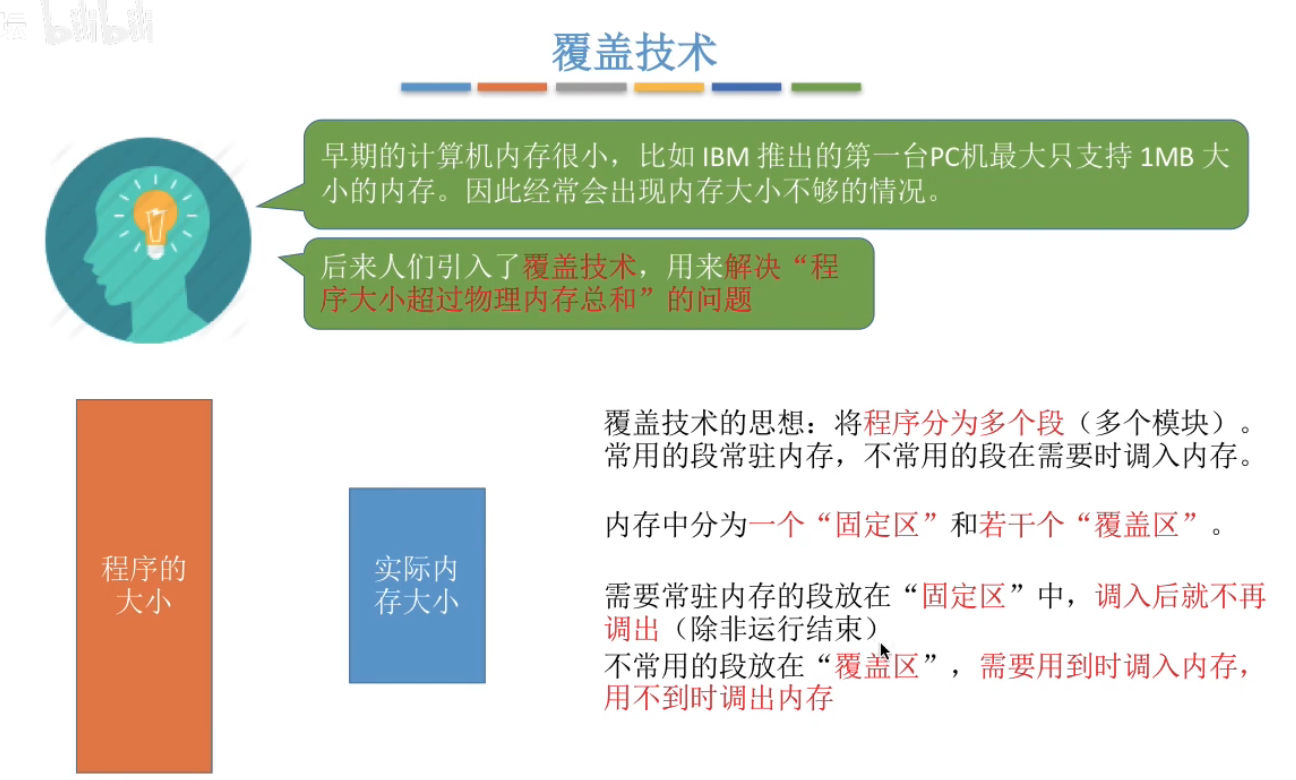 坛 bilibili
覆盖技术
早期的计算机内存很小，比如 IBM 推出的第一台PC机最大只支持 1MB 大
小的内存。因此经常会出现内存大小不够的情况。
后来人们引入了覆盖技术，用来解决“程
序大小超过物理内存总和”的问题
程序的
大小
实际内
存大小
覆盖技术的思想：将程序分为多个段（多个模块）。
常用的段常驻内存，不常用的段在需要时调入内存。
内存中分为一个“固定区”和若干个“覆盖区”。
需要常驻内存的段放在“固定区”中，调入后就不再
调出（除非运行结束）
不常用的段放在“覆盖区”，需要用到时调入内存，
用不到时调出内存